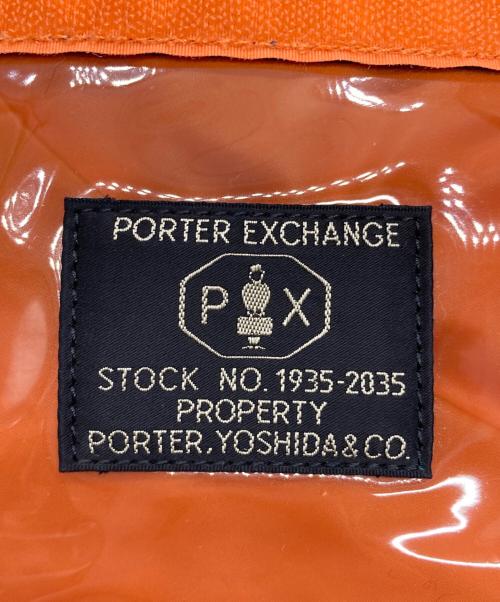 PORTER EXCHANGE
P X
STOCK NO. 1935-2035
PROPERTY
PORTER, YOSHIDA & CO.